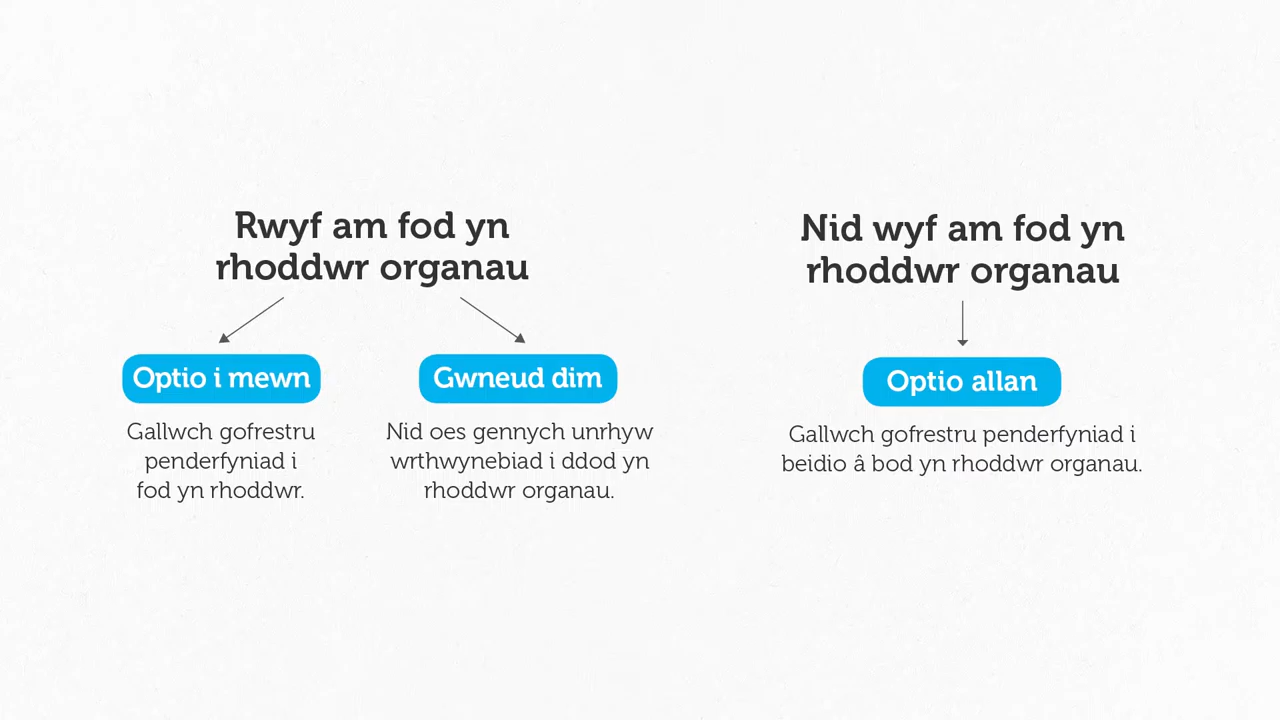 Rwyf am fod yn
rhoddwr organau
Optio i mewn
Gallwch gofrestru
penderfyniad i
fod yn rhoddwr.
Gwneud dim
Nid oes gennych unrhyw
wrthwynebiad i ddod yn
rhoddwr organau.
Nid wyf am fod yn
rhoddwr organau
Optio allan
Gallwch gofrestru penderfyniad i
beidio â bod yn rhoddwr organau.